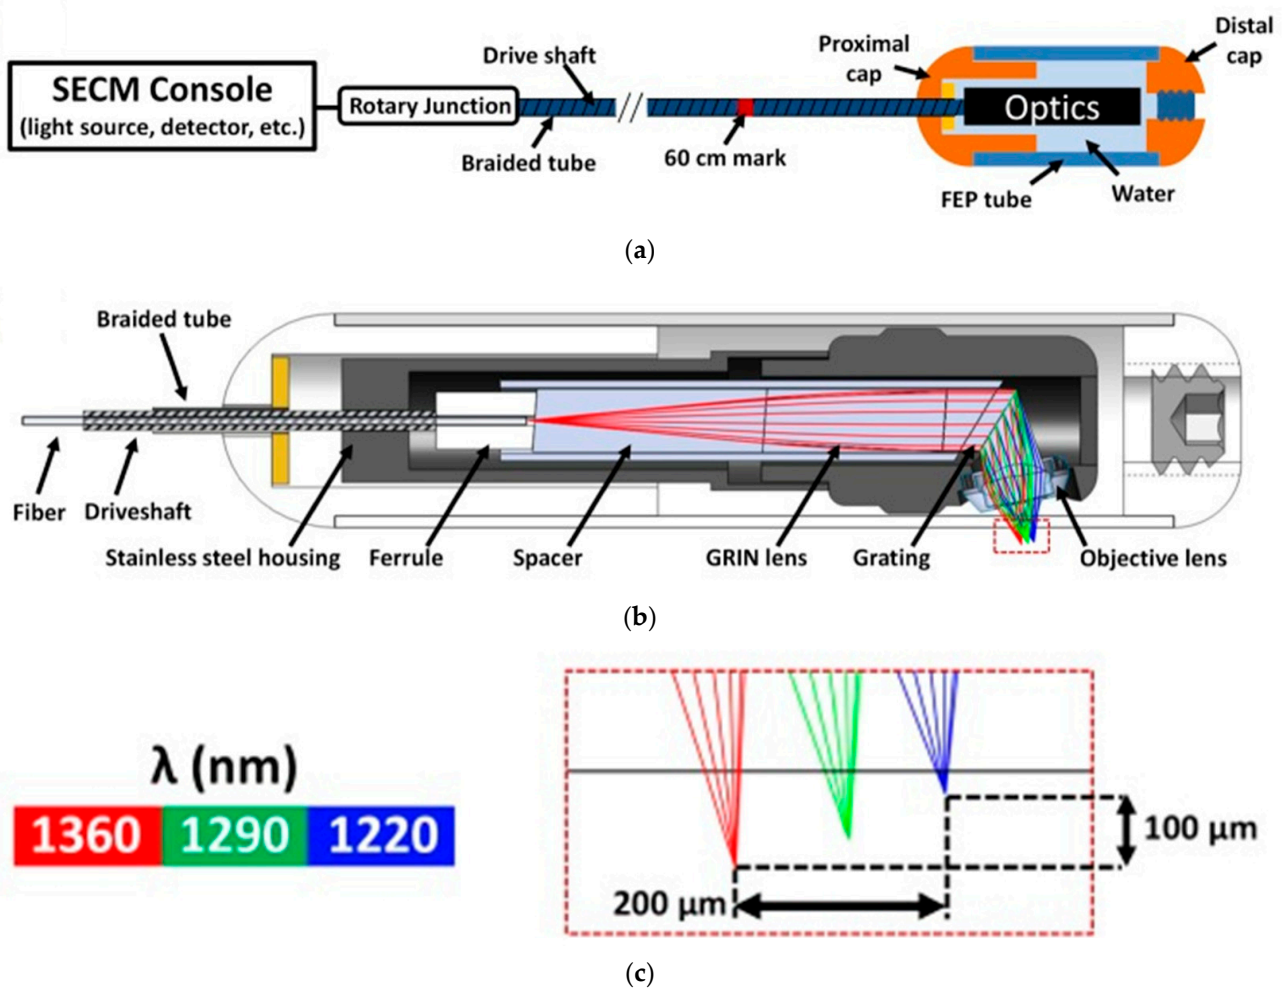 SECM Console
(light source, detector, etc.)
Rotary Junction
Drive shaft
Braided tube
60 cm mark
Proximal
cap
Optics
Distal
cap
FEP tube
Water
(a)
Braided tube
Fiber
Driveshaft
Stainless steel housing
Ferrule
Spacer
GRIN lens
Grating
Objective lens
(b)
λ (nm)
1360 1290 1220
100 µm
200 µm
(c)